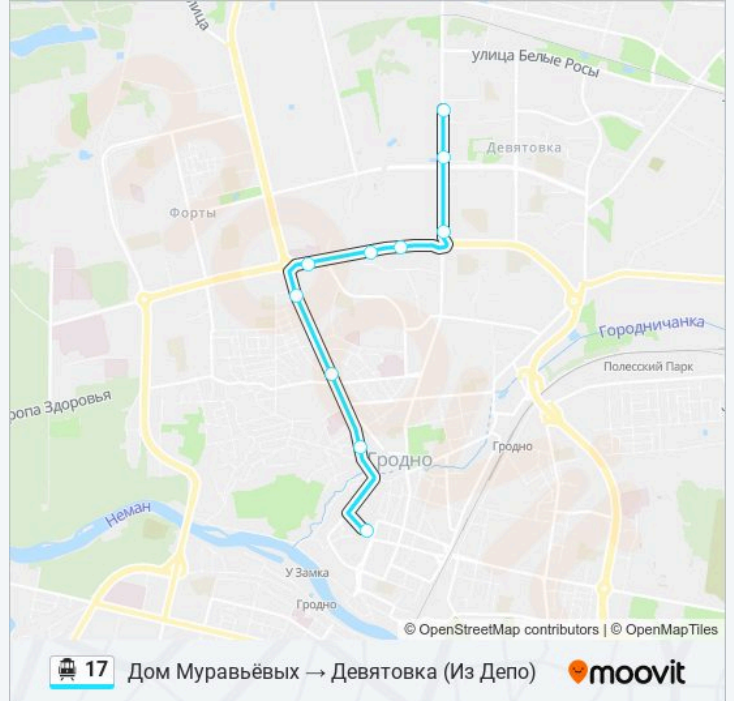 улица Белые Росы
Девятовка
Форты
Городничанка
Полесский Парк
Здоровья
Гродно
Гродно
Неман
У Замка
Гродно
© OpenStreetMap contributors | © OpenMapTiles
17 Дом Муравьёвых → Девятовка (Из Депо) moovit